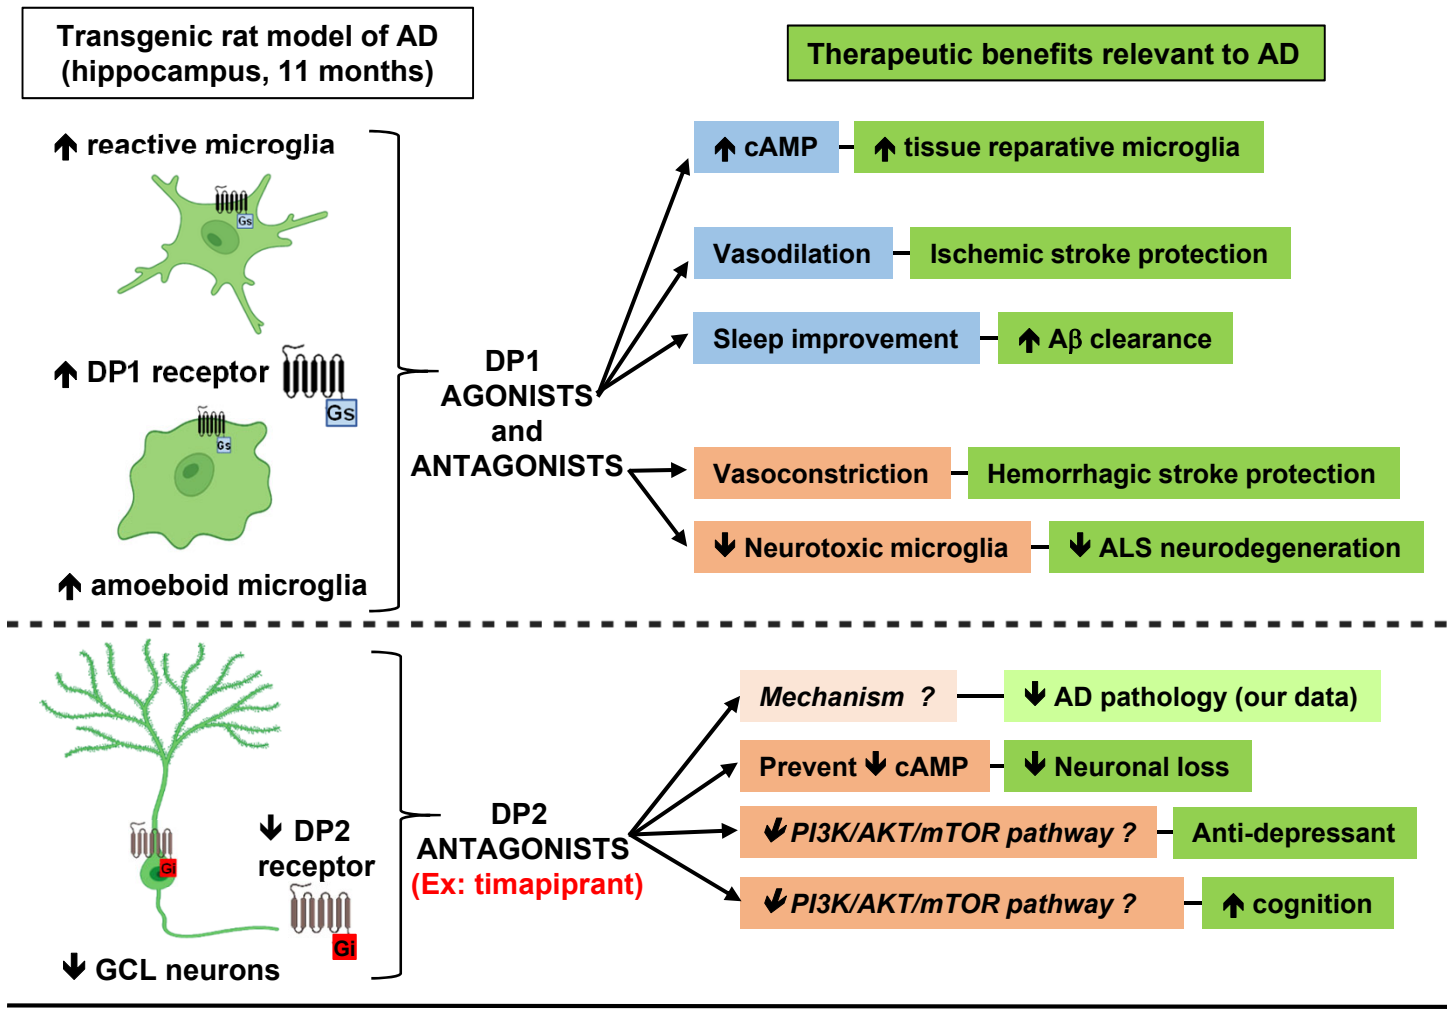 Transgenic rat model of AD
(hippocampus, 11 months)
Therapeutic benefits relevant to AD
↑ reactive microglia
Gs
↑ DP1 receptor
Gs
Gs
↑ amoeboid microglia
DP1
AGONISTS
and
ANTAGONISTS
↑ cAMP
↑ tissue reparative microglia
Vasodilation
Ischemic stroke protection
Sleep improvement
↑ Aβ clearance
Vasoconstriction
Hemorrhagic stroke protection
↓ Neurotoxic microglia
↓ ALS neurodegeneration
↓ DP2
receptor
Gi
Gi
↓ GCL neurons
DP2
ANTAGONISTS
(Ex: timapiprant)
Mechanism ?
↓ AD pathology (our data)
Prevent ↓ cAMP
↓ Neuronal loss
↓ PI3K/AKT/mTOR pathway ?
Anti-depressant
↓ PI3K/AKT/mTOR pathway ?
↑ cognition